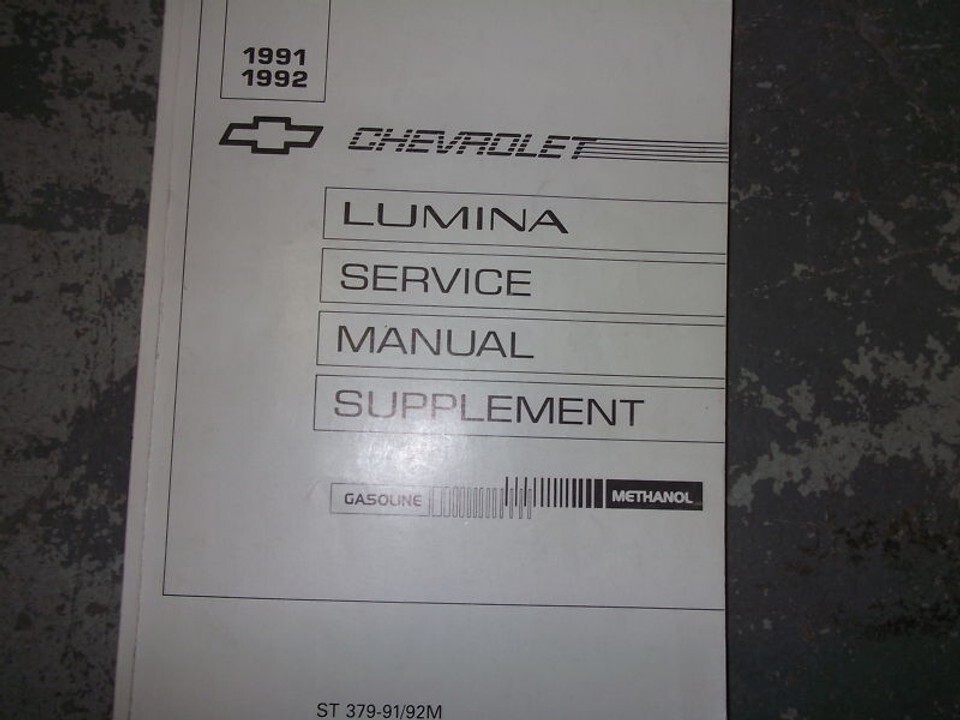 1991
1992
CHEVROLET
LUMINA
SERVICE
MANUAL
SUPPLEMENT
GASOLINE METHANOL
ST 379-91/92M